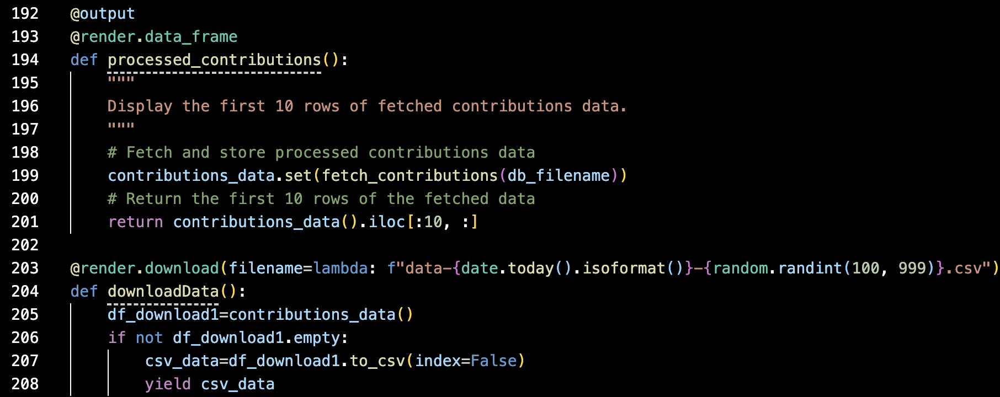 192 @output
193 @render.data_frame
194 def processed_contributions():
195     """
196     Display the first 10 rows of fetched contributions data.
197     """
198     # Fetch and store processed contributions data
199     contributions_data.set(fetch_contributions(db_filename))
200     # Return the first 10 rows of the fetched data
201     return contributions_data().iloc[:10, :]
202
203 @render.download(filename=lambda: f"data-{date.today().isoformat()}-{random.randint(100, 999)}.csv")
204 def downloadData():
205     df_download1=contributions_data()
206     if not df_download1.empty:
207         csv_data=df_download1.to_csv(index=False)
208         yield csv_data